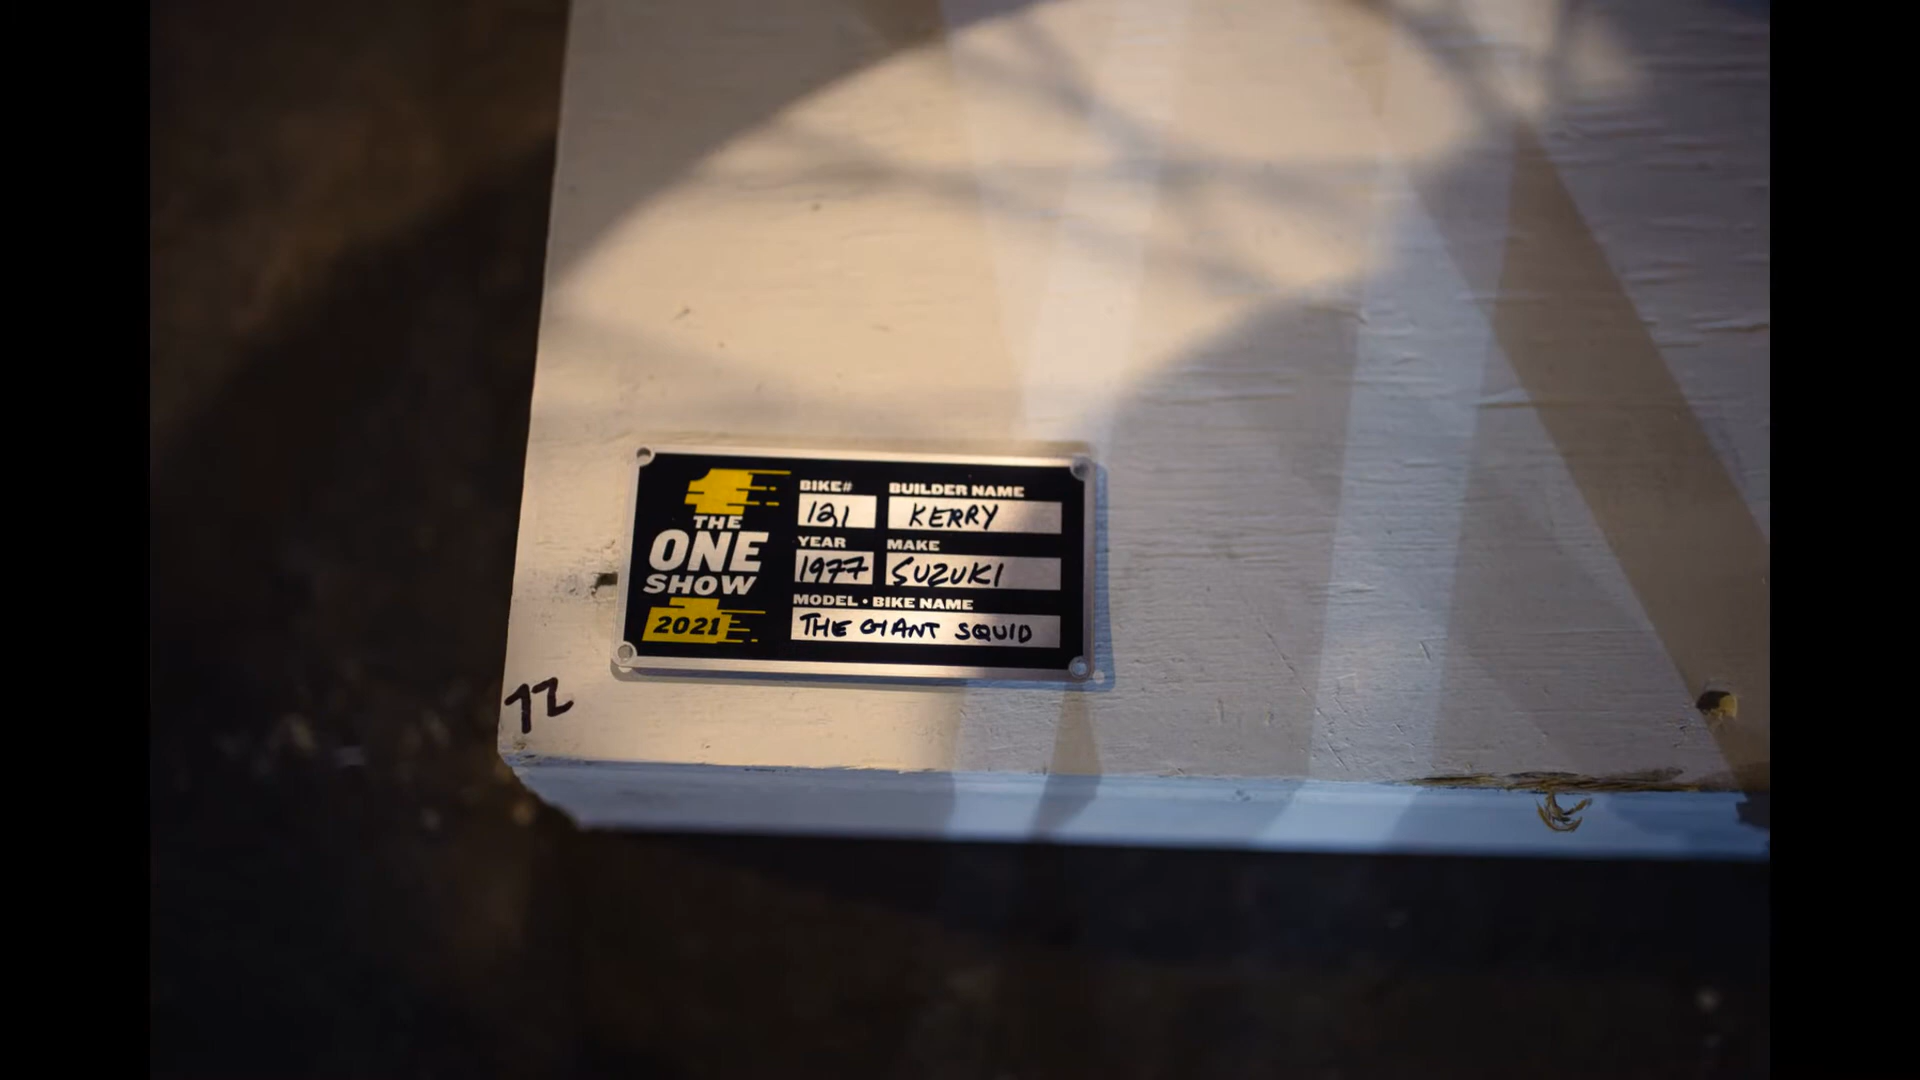 THE
ONE
SHOW
2021
BIKE# BUILDER NAME
121 KERRY
YEAR MAKE
1977 SUZUKI
MODEL • BIKE NAME
THE GIANT SQUID
72